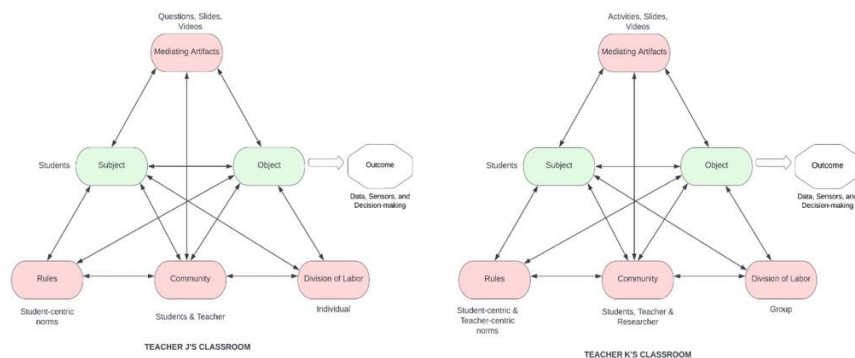 Questions, Slides,
Videos
Mediating Artifacts
Students
Subject
Object
Outcome
Data, Sensors, and
Decision-making
Rules
Community
Division of Labor
Student-centric
norms
Students & Teacher
Individual
TEACHER J'S CLASSROOM
Activities, Slides,
Videos
Mediating Artifacts
Students
Subject
Object
Outcome
Data, Sensors, and
Decision-making
Rules
Community
Division of Labor
Student-centric &
Teacher-centric
norms
Students, Teacher &
Researcher
Group
TEACHER K'S CLASSROOM